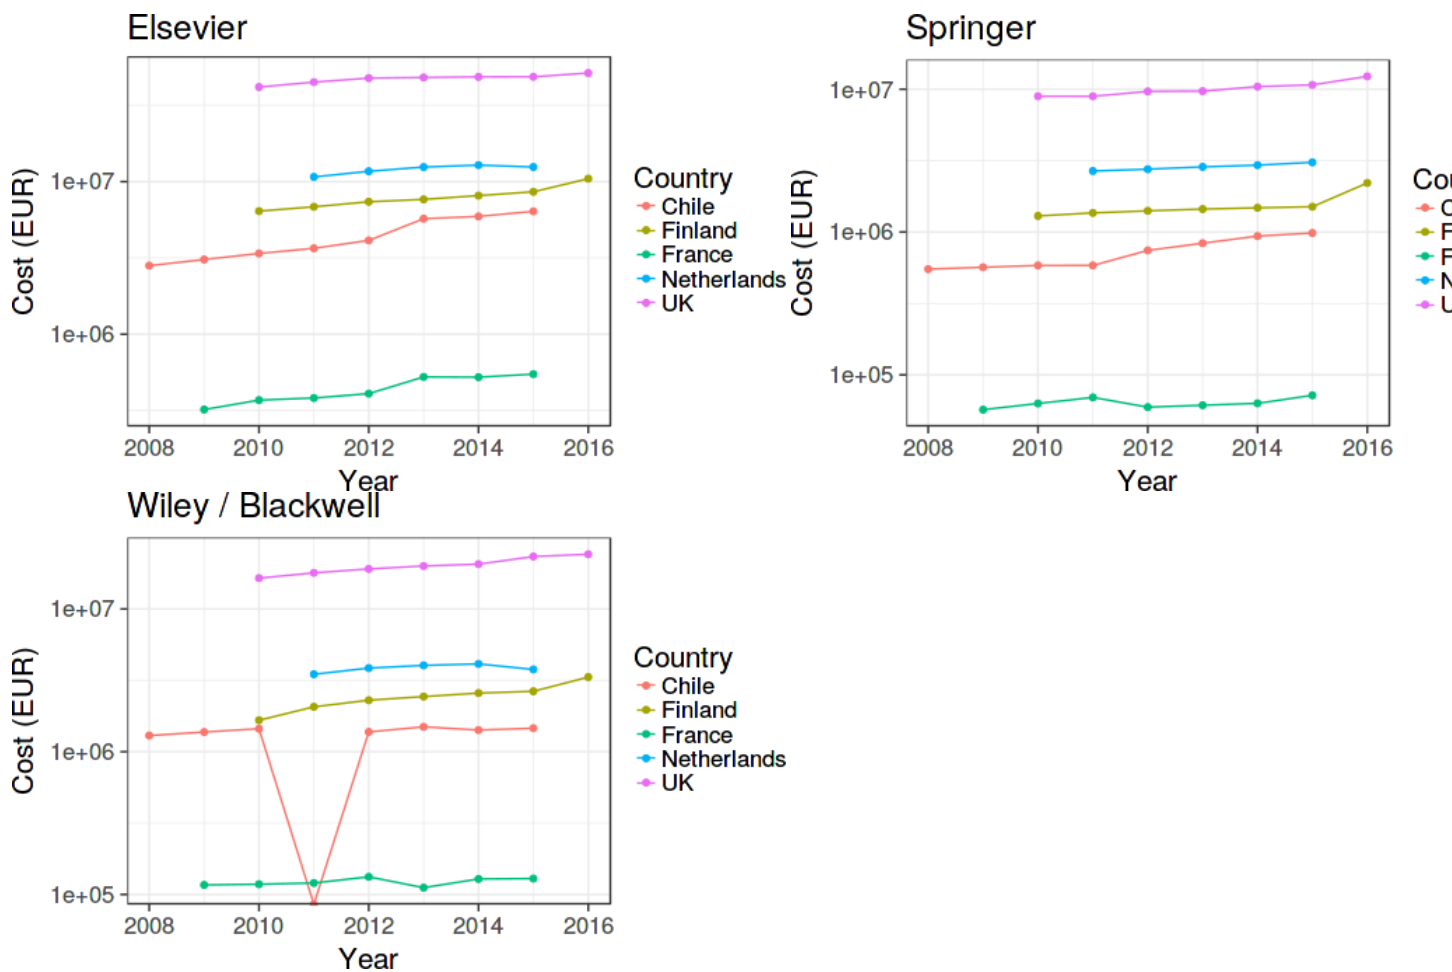 Elsevier
Cost (EUR)
1e+07
1e+06
2008 2010 2012 2014 2016
Year
Country
Chile
Finland
France
Netherlands
UK
Springer
Cost (EUR)
1e+07
1e+06
1e+05
2008 2010 2012 2014 2016
Year
Cou
C
F
F
N
U
Wiley / Blackwell
Cost (EUR)
1e+07
1e+06
1e+05
2008 2010 2012 2014 2016
Year
Country
Chile
Finland
France
Netherlands
UK